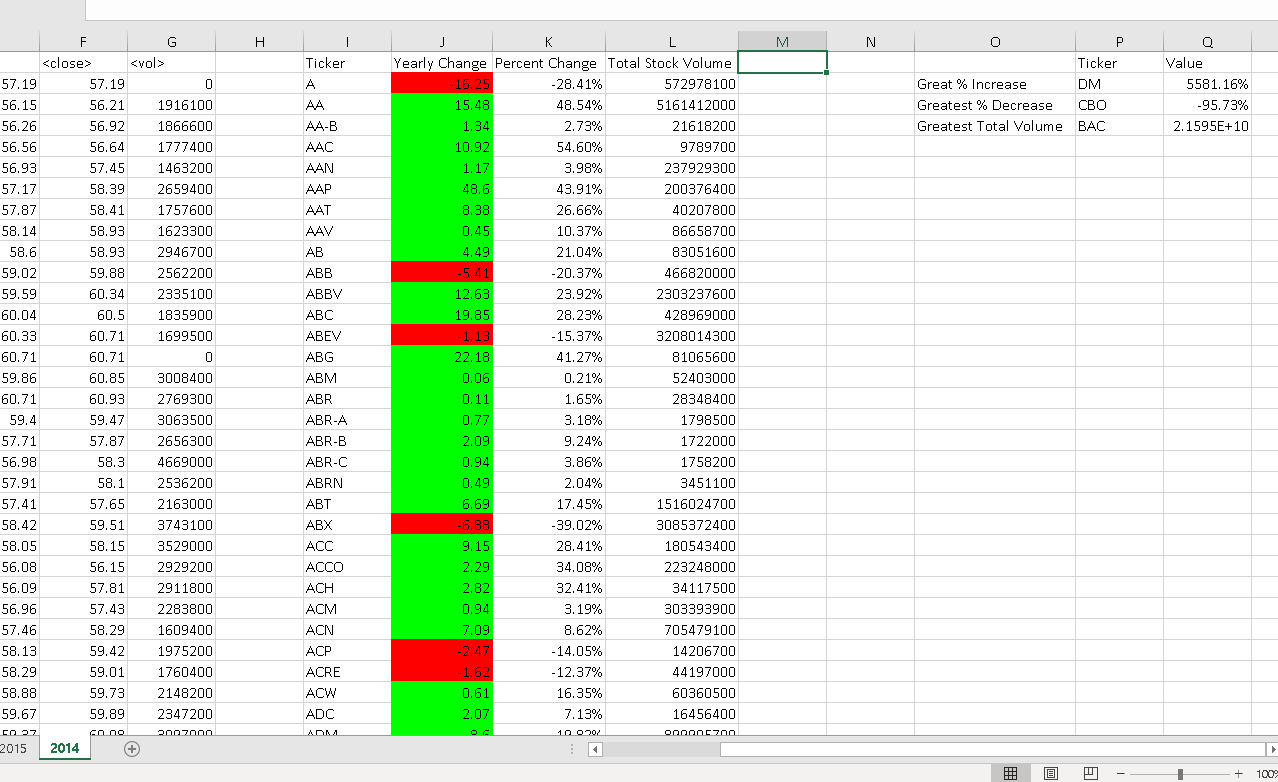 F G H I J K L M N O P Q
<close> <vol> Ticker Yearly Change Percent Change Total Stock Volume Ticker Value
57.19 57.19 0 A -16.25 -28.41% 572978100 Great % Increase DM 5581.16%
56.15 56.21 1916100 AA 15.48 48.54% 5161412000 Greatest % Decrease CBO -95.73%
56.26 56.92 1866600 AA-B 1.34 2.73% 21618200 Greatest Total Volume BAC 2.1595E+10
56.56 56.64 1777400 AAC 10.92 54.60% 9789700
56.93 57.45 1463200 AAN 1.17 3.98% 237929300
57.17 58.39 2659400 AAP 48.6 43.91% 200376400
57.87 58.41 1757600 AAT 8.38 26.66% 40207800
58.14 58.93 1623300 AAV 0.45 10.37% 86658700
58.6 58.93 2946700 AB 4.49 21.04% 83051600
59.02 59.88 2562200 ABB -5.41 -20.37% 466820000
59.59 60.34 2335100 ABBV 12.63 23.92% 2303237600
60.04 60.5 1835900 ABC 19.85 28.23% 428969000
60.33 60.71 1699300 ABEV -1.13 -15.37% 3208014300
60.71 60.71 0 ABG 22.18 41.27% 81065600
59.86 60.85 3008400 ABM 0.06 0.21% 52403000
60.71 60.93 2769300 ABR 0.11 1.65% 28348400
59.4 59.47 3063500 ABR-A 0.77 3.18% 1798500
57.71 57.87 2656300 ABR-B 2.09 9.24% 1722000
56.98 58.3 4669000 ABR-C 0.94 3.86% 1758200
57.91 58.1 2536200 ABRN 0.49 2.04% 3451100
57.41 57.65 2163000 ABT 6.69 17.45% 1516024700
58.42 59.51 3743100 ABX -6.88 -39.02% 3085372400
58.05 58.15 3529000 ACC 9.15 28.41% 180543400
56.08 56.15 2929200 ACCO 2.29 34.08% 223248000
56.09 57.81 2911800 ACH 2.82 32.41% 34117500
56.96 57.43 2283800 ACM 0.94 3.19% 303393900
57.46 58.29 1609400 ACN 7.09 8.62% 705479100
58.13 59.42 1975200 ACP -2.47 -14.05% 14206700
58.29 59.01 1760400 ACRE -1.62 -12.37% 44197000
58.88 59.73 2148200 ACW 0.61 16.35% 60360500
59.67 59.89 2347200 ADC 2.07 7.13% 16456400
ADM
2015 2014